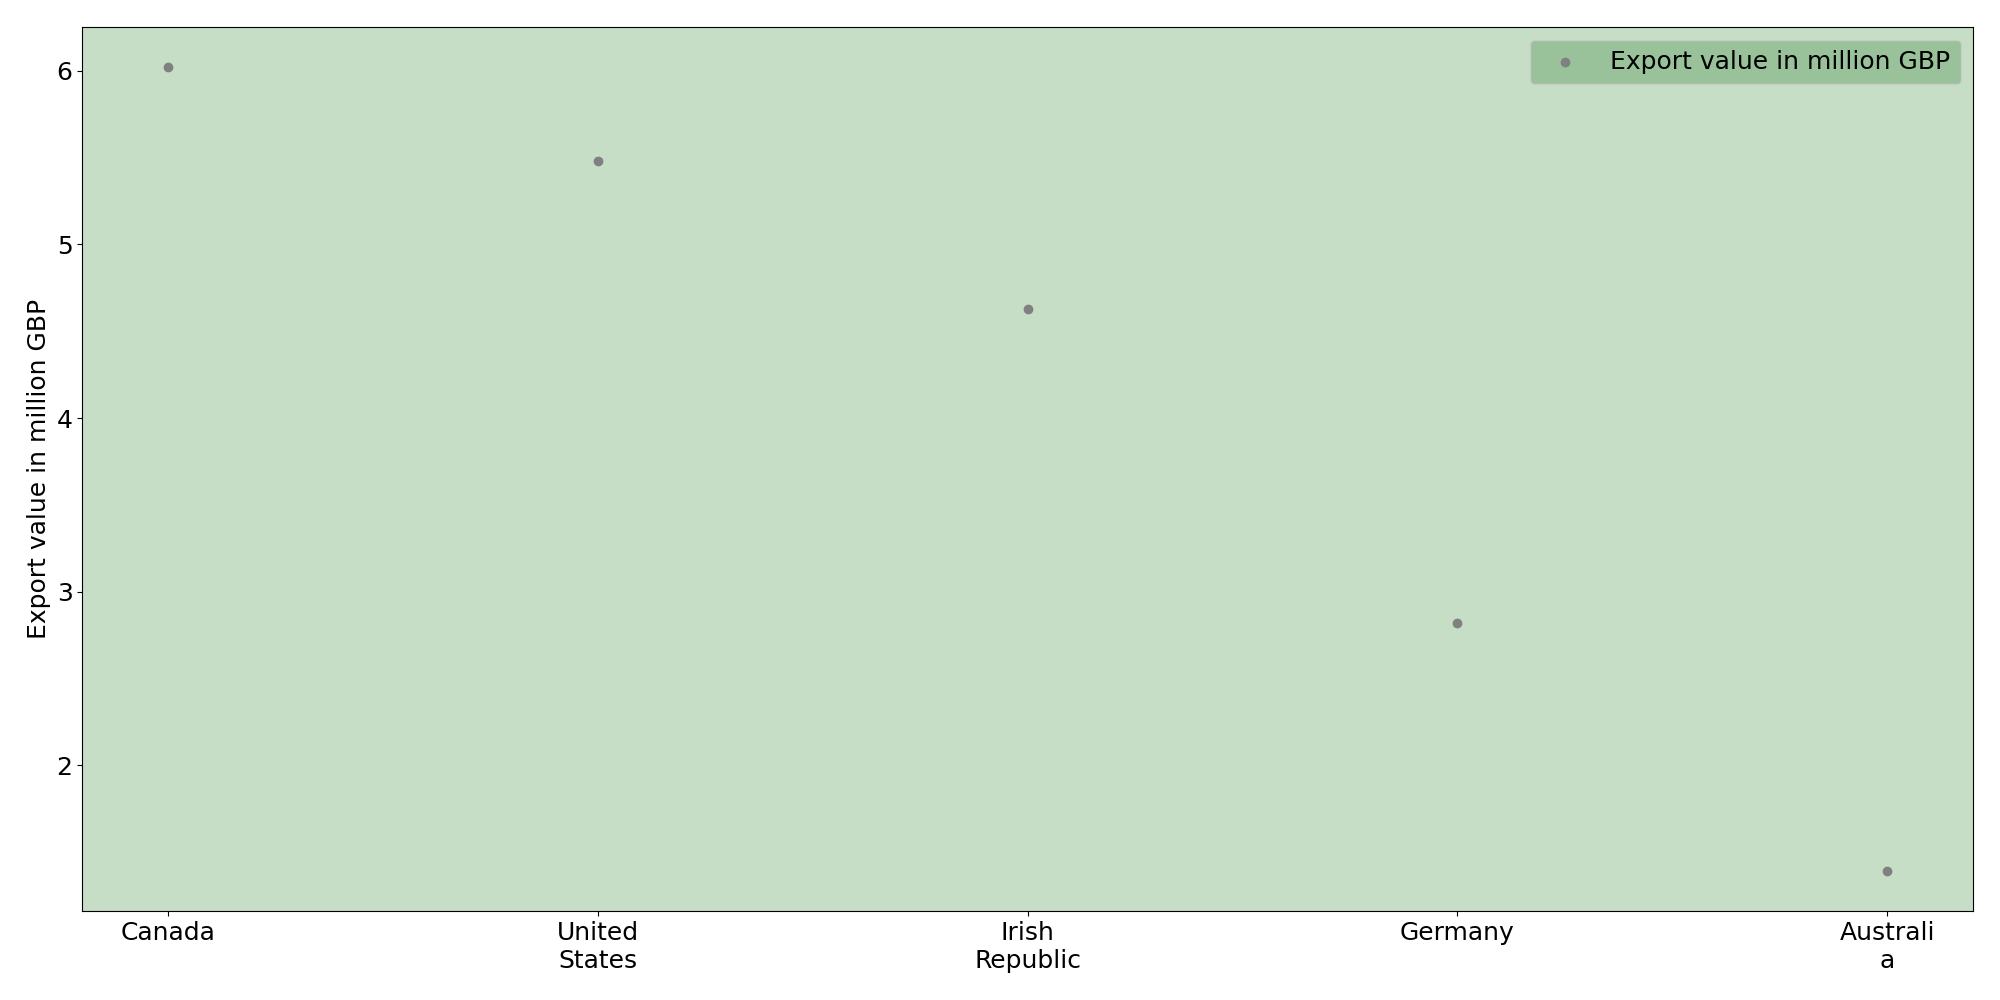 Export value in million GBP
6
5
4
3
2
Export value in million GBP
Canada
United
States
Irish
Republic
Germany
Australi
a